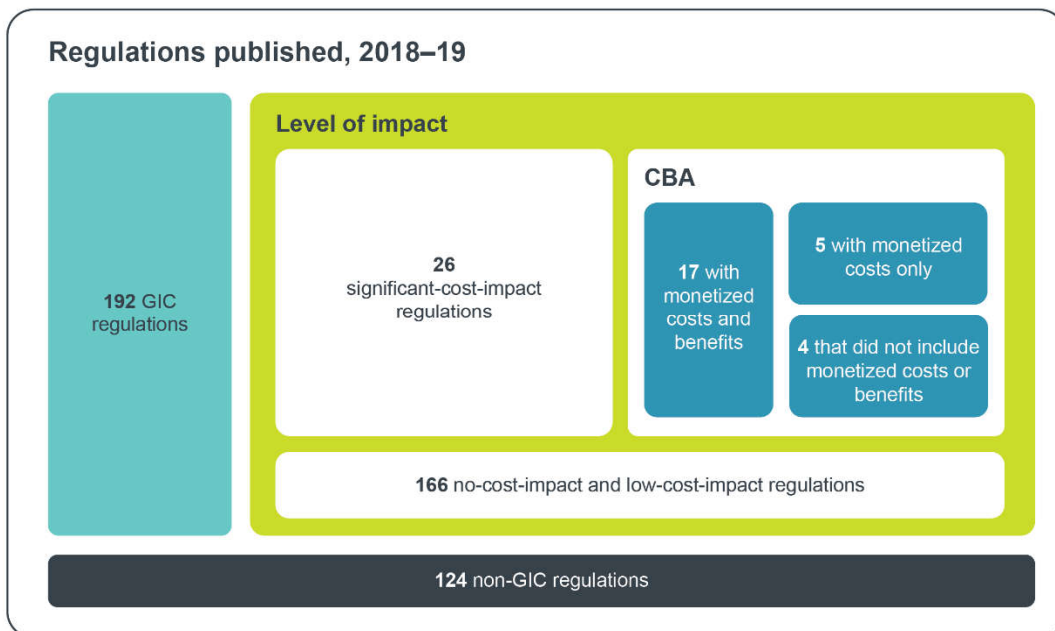 Regulations published, 2018–19
192 GIC
regulations
Level of impact
26
significant-cost-impact
regulations
CBA
17 with
monetized
costs and
benefits
5 with monetized
costs only
4 that did not include
monetized costs or
benefits
166 no-cost-impact and low-cost-impact regulations
124 non-GIC regulations